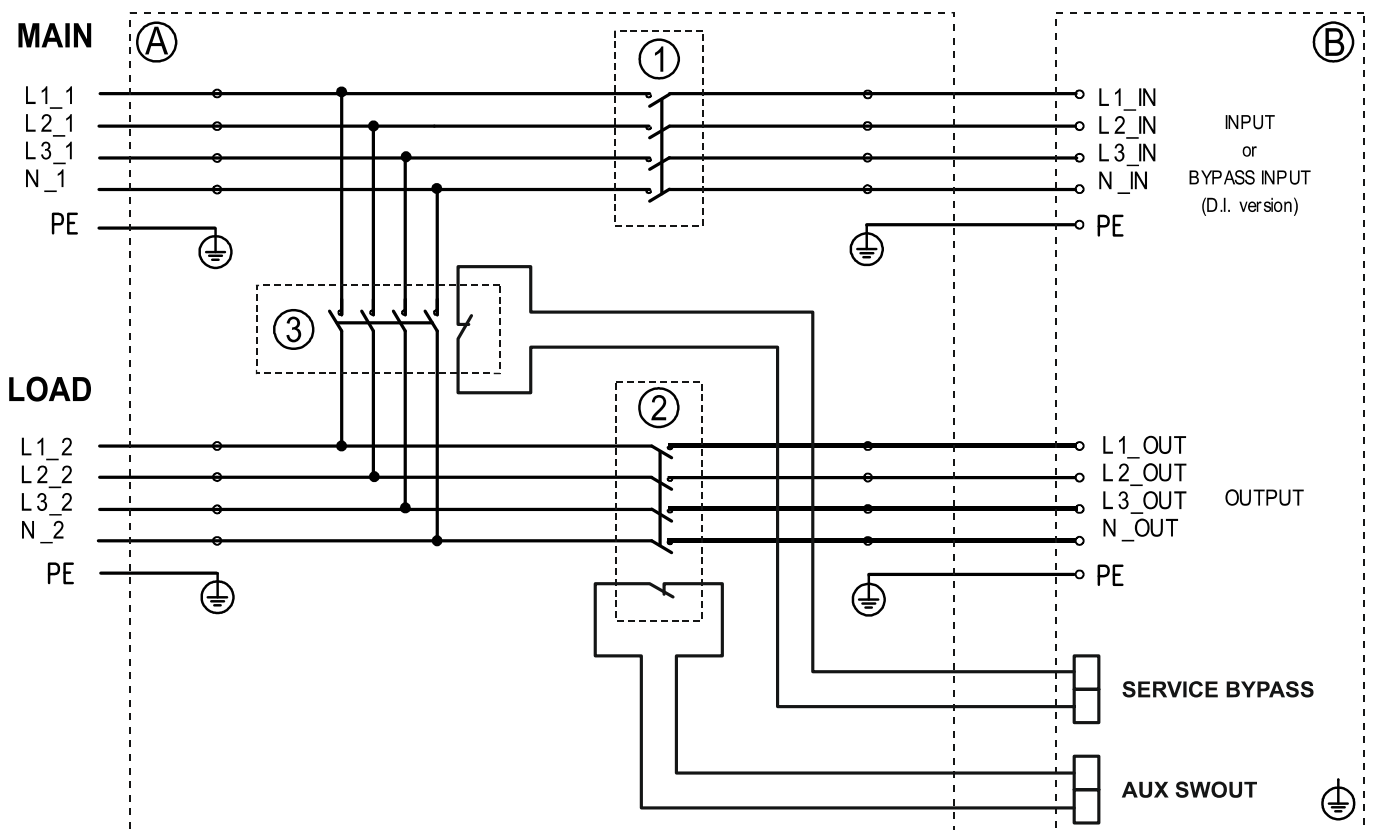 MAIN
A
1
B
L1_1
L2_1
L3_1
N_1
PE
L1_IN
L2_IN
L3_IN
N_IN
PE
INPUT
or
BYPASS INPUT
(D.I. version)
3
LOAD
2
L1_2
L2_2
L3_2
N_2
PE
L1_OUT
L2_OUT
L3_OUT
N_OUT
PE
OUTPUT
SERVICE BYPASS
AUX SWOUT